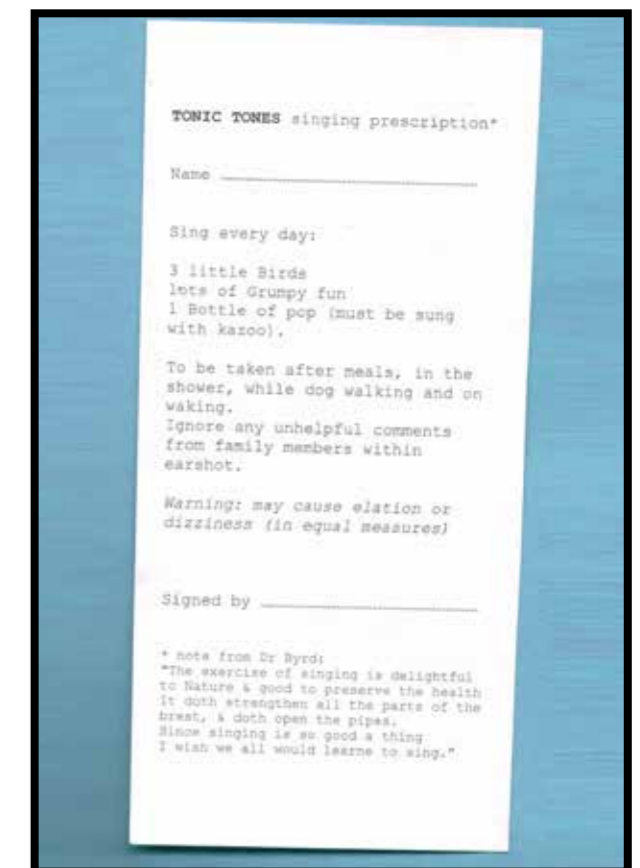 TONIC TONES singing prescription*
Name
Sing every day:
3 little Birds
lots of Grumpy fun
1 Bottle of pop (must be sung
with kazoo).
To be taken after meals, in the
shower, while dog walking and on
waking.
Ignore any unhelpful comments
from family members within
earshot.
Warning: may cause elation or
dizziness (in equal measures)
Signed by
* note from Dr Byrd:
"The exercise of singing is delightful
to Nature & good to preserve the health
It doth strengthen all the parts of the
brest, & doth open the pipes.
Since singing is so good a thing
I wish we all would learne to sing."